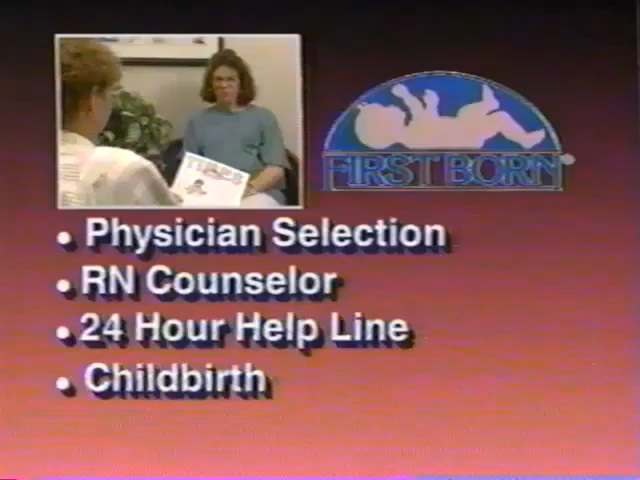 FIRST BORN
• Physician Selection
• RN Counselor
• 24 Hour Help Line
• Childbirth